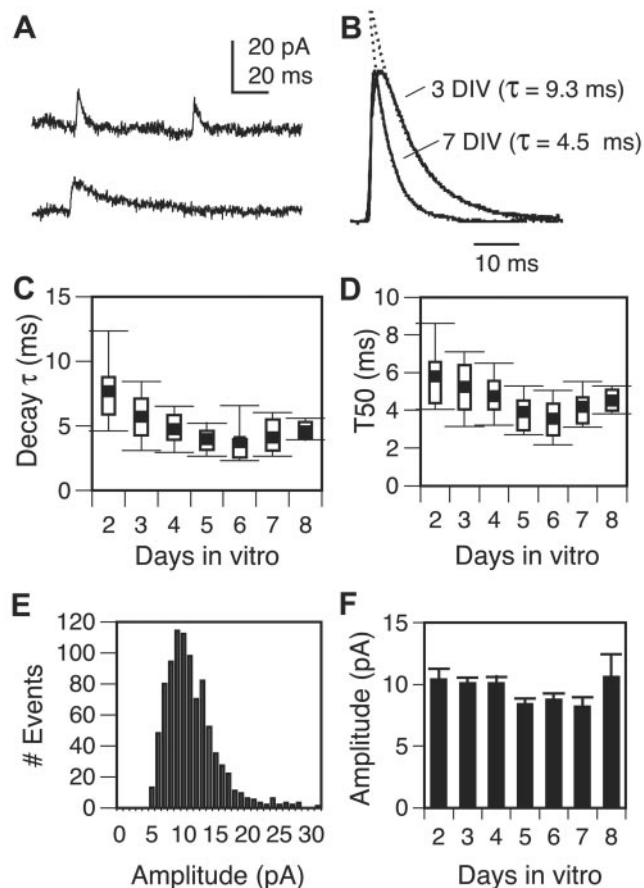 A
20 pA
20 ms
B
3 DIV (τ = 9.3 ms)
7 DIV (τ = 4.5 ms)
10 ms
C
15
10
5
0
Decay τ (ms)
2 3 4 5 6 7 8
Days in vitro
D
10
8
6
4
2
0
T50
(ms)
2 3 4 5 6 7 8
Days in vitro
E
120
100
80
60
40
20
0
# Events
0 5 10 15 20 25 30
Amplitude (pA)
F
15
10
5
0
Amplitude (pA)
2 3 4 5 6 7 8
Days in vitro